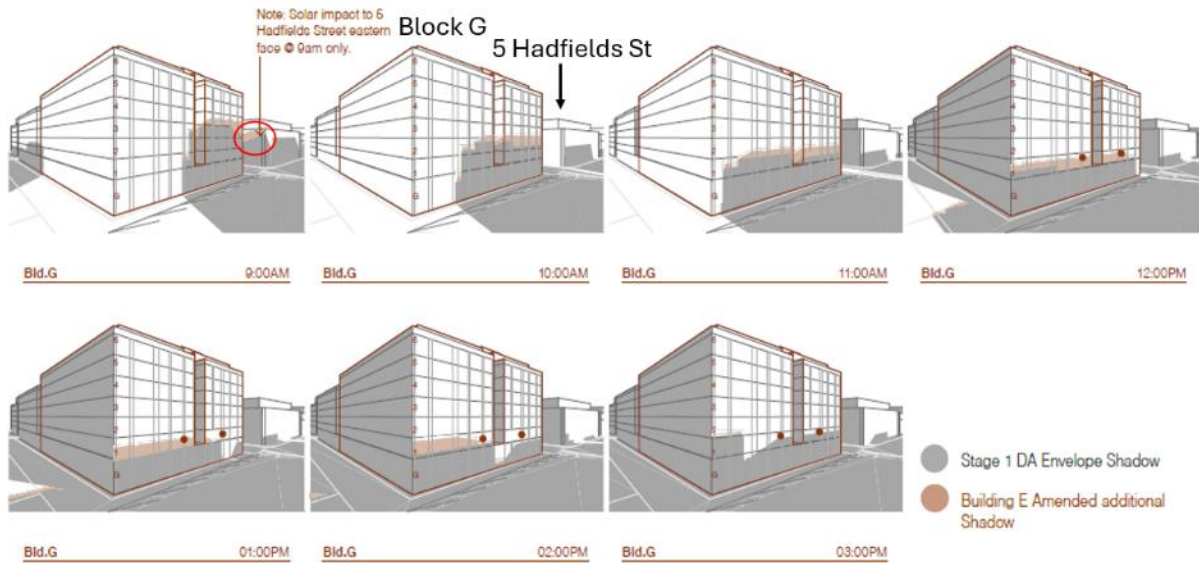 Note: Solar impact to 5
Hadfields Street eastern
face @ 9am only.
Block G
5 Hadfields St
Bld.G 9:00AM
Bld.G 10:00AM
Bld.G 11:00AM
Bld.G 12:00PM
Bld.G 01:00PM
Bld.G 02:00PM
Bld.G 03:00PM
Stage 1 DA Envelope Shadow
Building E Amended additional
Shadow